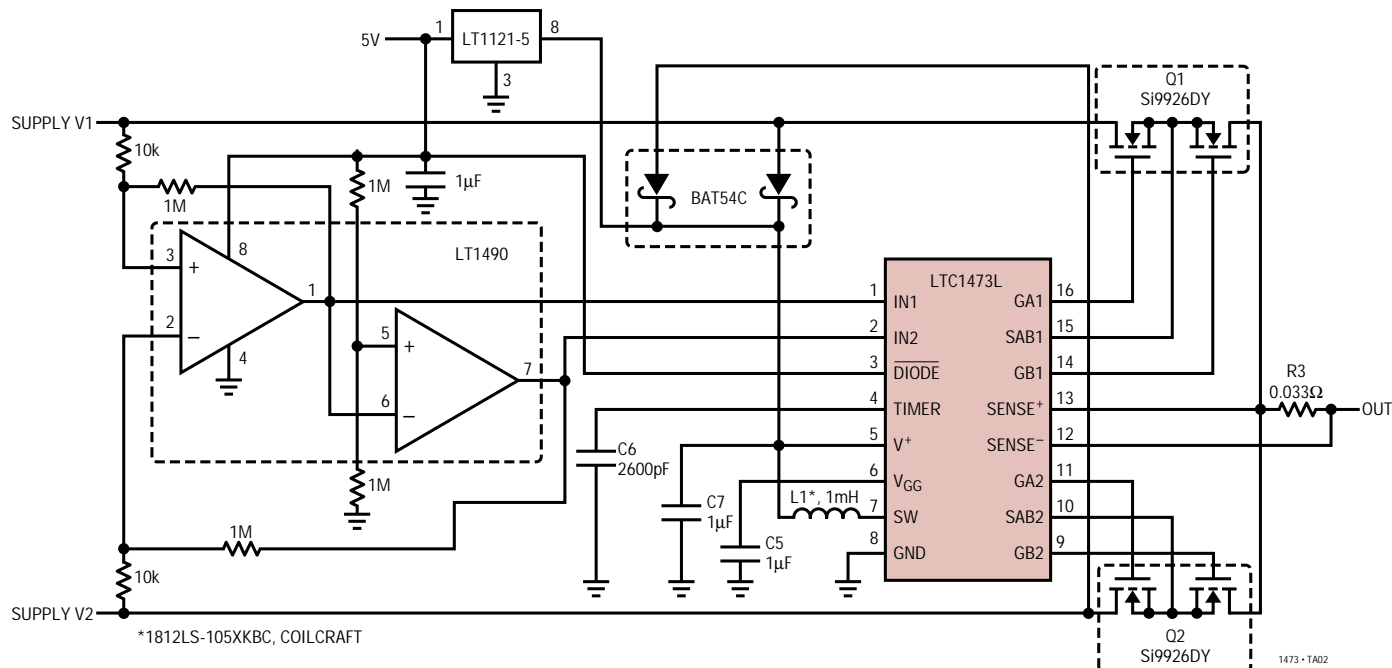 5V
1
LT1121-5
8
3
Q1
Si9926DY
SUPPLY V1
10k
1M
1M
1µF
BAT54C
LT1490
3
+
8
1
2
−
4
5
+
7
6
−
1M
1M
10k
SUPPLY V2
*1812LS-105XKBC, COILCRAFT
C6
2600pF
C7
1µF
C5
1µF
L1*, 1mH
LTC1473L
1
IN1
GA1
16
2
IN2
SAB1
15
3
DIODE
GB1
14
4
TIMER
SENSE+
13
5
V+
SENSE−
12
6
VGG
GA2
11
7
SW
SAB2
10
8
GND
GB2
9
R3
0.033Ω
OUT
Q2
Si9926DY
1473 • TA02